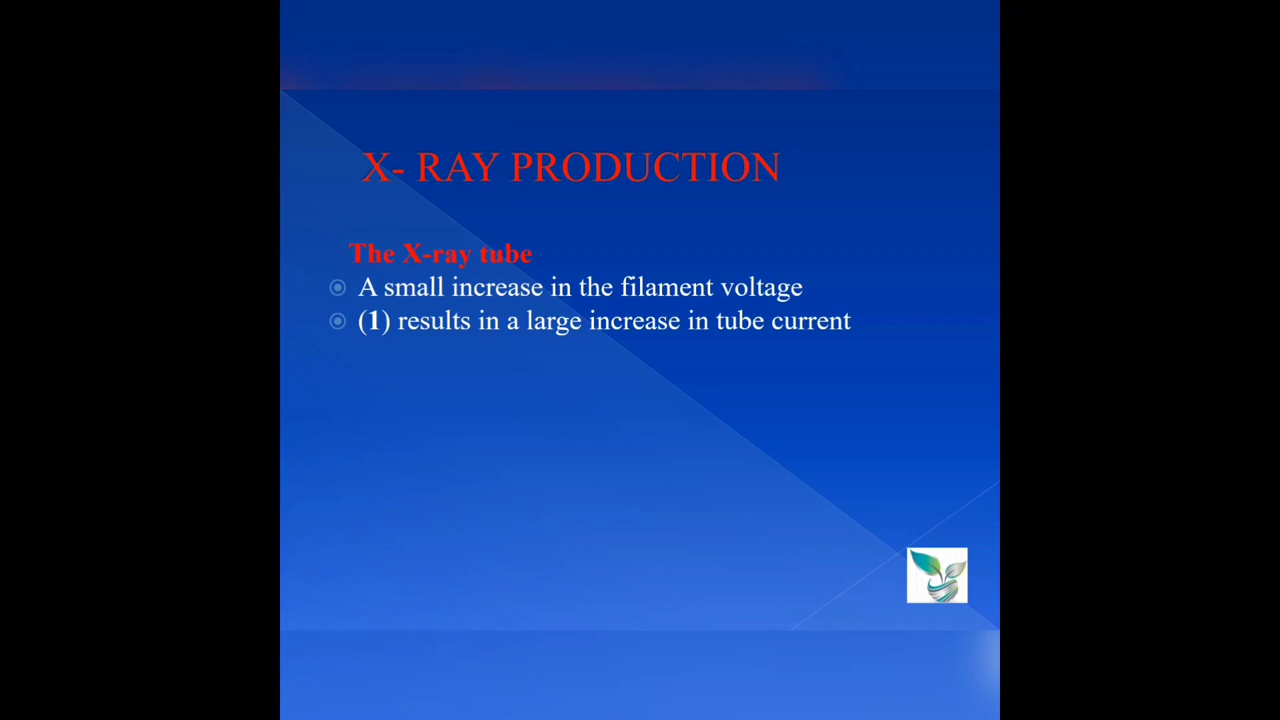 X- RAY PRODUCTION
The X-ray tube
A small increase in the filament voltage
(1) results in a large increase in tube current